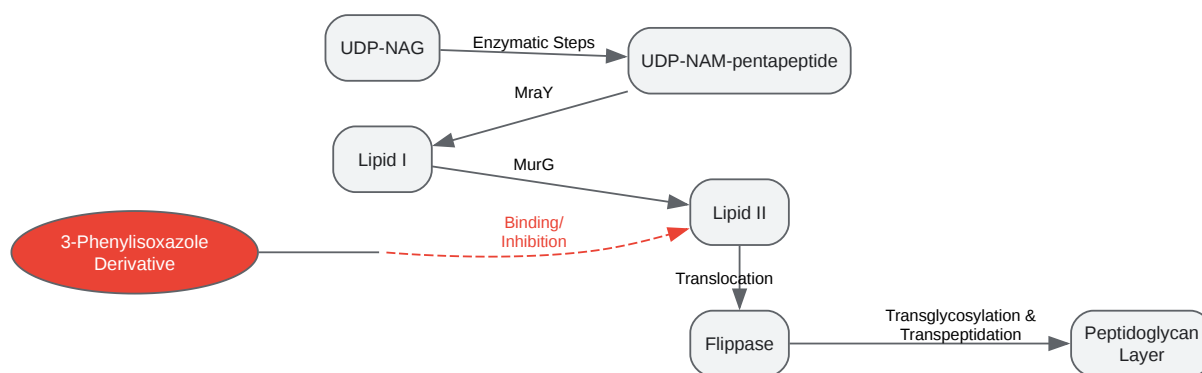 UDP-NAG
Enzymatic Steps
UDP-NAM-pentapeptide
MraY
Lipid I
MurG
Lipid II
3-Phenylisoxazole
Derivative
Binding/
Inhibition
Translocation
Flippase
Transglycosylation &
Transpeptidation
Peptidoglycan
Layer